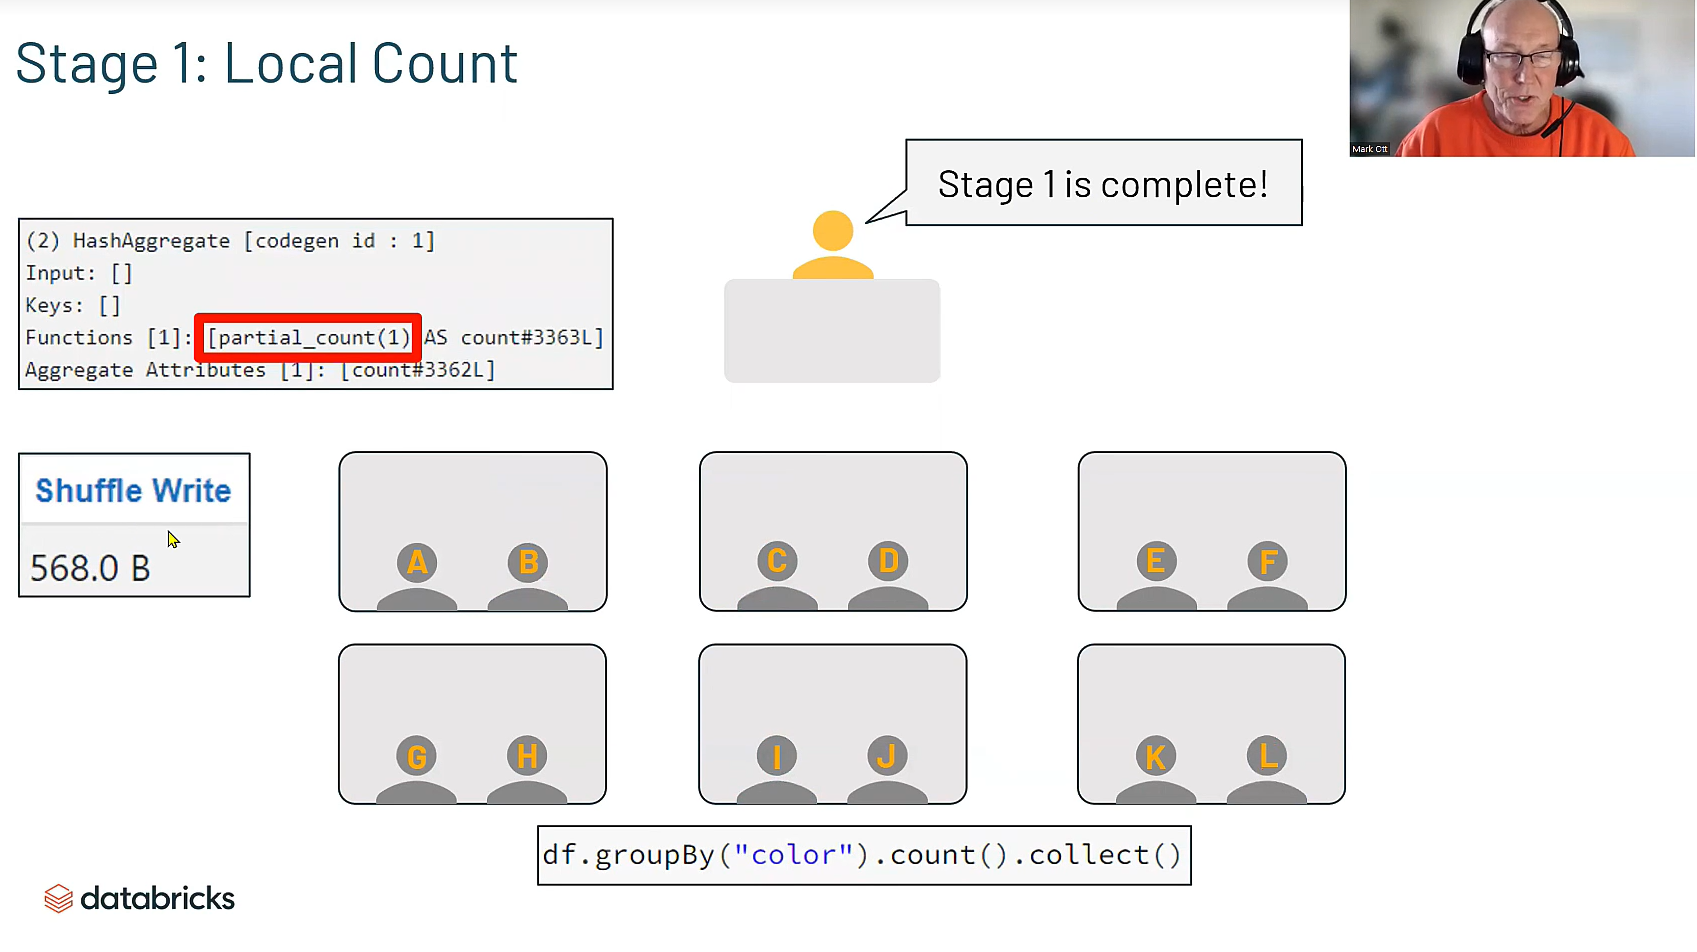 Stage 1: Local Count
Mark Ott
Stage 1 is complete!
(2) HashAggregate [codegen id : 1]
Input: []
Keys: []
Functions [1]: [partial_count(1) AS count#3363L]
Aggregate Attributes [1]: [count#3362L]
Shuffle Write
568.0 B
A B C D E F
G H I J K L
df.groupBy("color").count().collect()
databricks